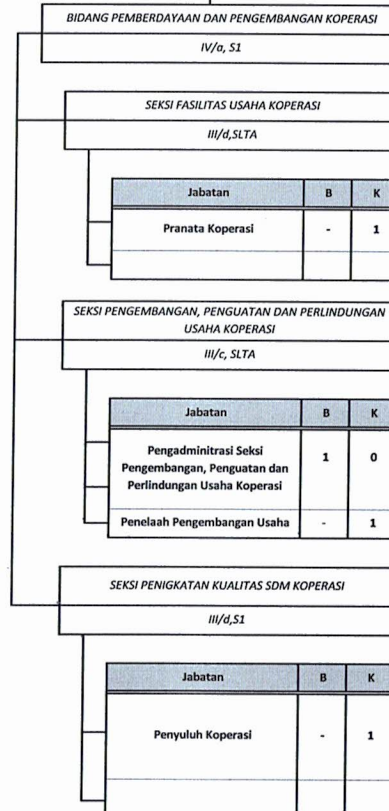 BIDANG PEMBERDAYAAN DAN PENGEMBANGAN KOPERASI
IV/a, S1
SEKSI FASILITAS USAHA KOPERASI
III/d,SLTA
Jabatan B K
Pranata Koperasi - 1
SEKSI PENGEMBANGAN, PENGUATAN DAN PERLINDUNGAN
USAHA KOPERASI
III/c, SLTA
Jabatan B K
Pengadminitrasi Seksi
Pengembangan, Penguatan dan 1 0
Perlindungan Usaha Koperasi
Penelaah Pengembangan Usaha - 1
SEKSI PENIGKATAN KUALITAS SDM KOPERASI
III/d,S1
Jabatan B K
Penyuluh Koperasi - 1